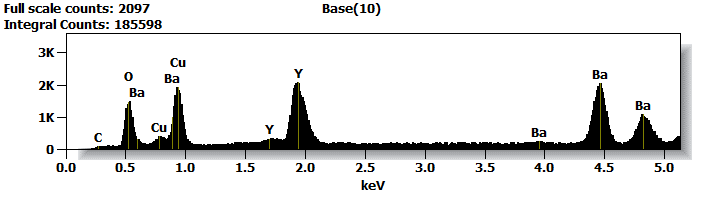 Full scale counts: 2097
Base(10)
Integral Counts: 185598
3K
2K
1K
0
C
O
Ba
Cu
Ba
Cu
Y
Y
Ba
Ba
Ba
0.0 0.5 1.0 1.5 2.0 2.5 3.0 3.5 4.0 4.5 5.0
keV